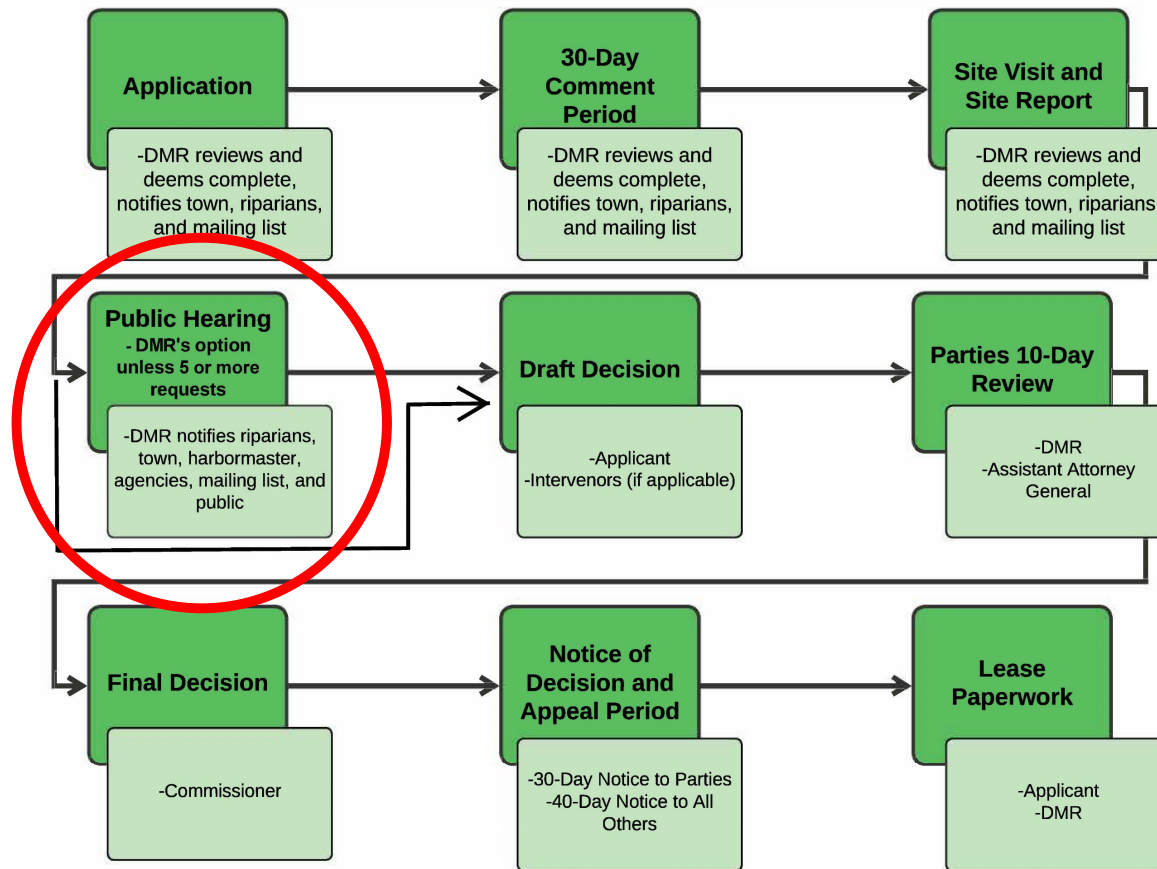 Application
-DMR reviews and
deems complete,
notifies town, riparians,
and mailing list
30-Day
Comment
Period
-DMR reviews and
deems complete,
notifies town, riparians,
and mailing list
Site Visit and
Site Report
-DMR reviews and
deems complete,
notifies town, riparians,
and mailing list
Public Hearing
- DMR's option
unless 5 or more
requests
-DMR notifies riparians,
town, harbormaster,
agencies, mailing list, and
public
Draft Decision
-Applicant
-Intervenors (if applicable)
Parties 10-Day
Review
-DMR
-Assistant Attorney
General
Final Decision
-Commissioner
Notice of
Decision and
Appeal Period
-30-Day Notice to Parties
-40-Day Notice to All
Others
Lease
Paperwork
-Applicant
-DMR